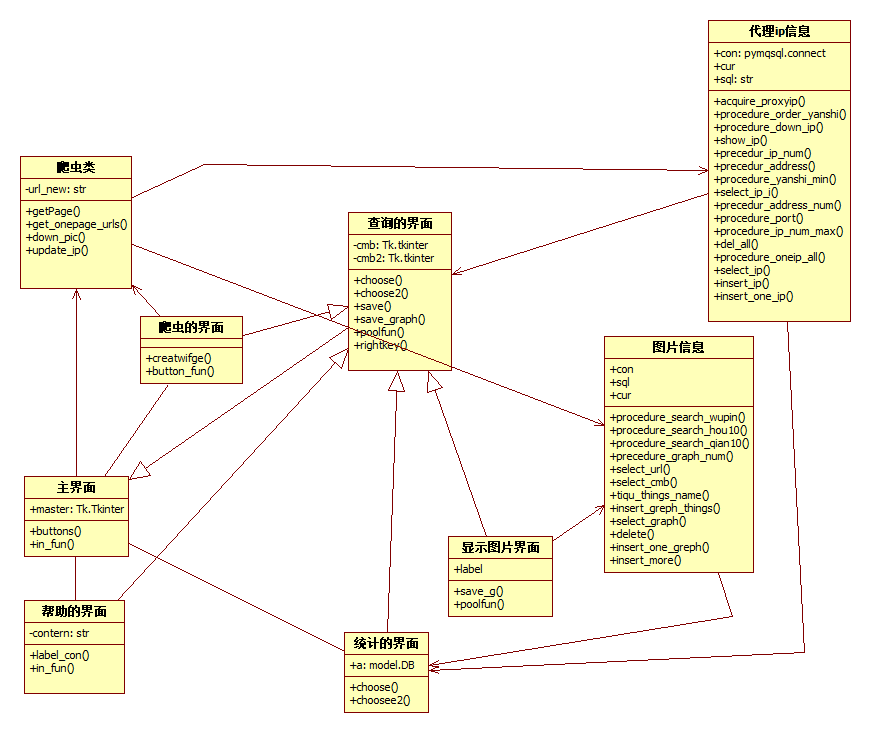 代理ip信息
+con: pymqsql.connect
+cur
+sql: str
+acquire_proxyip()
+procedure_order_yanshi()
+procedure_down_ip()
+show_ip()
+precedur_ip_num()
+precedur_address()
+procedure_yanshi_min()
+select_ip_i()
+precedur_address_num()
+procedure_port()
+procedure_ip_num_max()
+del_all()
+procedure_oneip_all()
+select_ip()
+insert_ip()
+insert_one_ip()
爬虫类
-url_new: str
+getPage()
+get_onepage_urls()
+down_pic()
+update_ip()
查询的界面
-cmb: Tk.tkinter
-cmb2: Tk.tkinter
+choose()
+choose2()
+save()
+save_graph()
+poolfun()
+rightkey()
爬虫的界面
+creatwifge()
+button_fun()
图片信息
+con
+sql
+cur
+procedure_search_wupin()
+procedure_search_hou10()
+procedure_search_qian10()
+precedure_graph_num()
+select_url()
+select_cmb()
+tiqu_things_name()
+insert_greph_things()
+select_graph()
+delete()
+insert_one_greph()
+insert_more()
主界面
+master: Tk.Tkinter
+buttons()
+in_fun()
显示图片界面
+label
+save_g()
+poolfun()
帮助的界面
-contern: str
+label_con()
+in_fun()
统计的界面
+a: model.DB
+choose()
+choosee2()